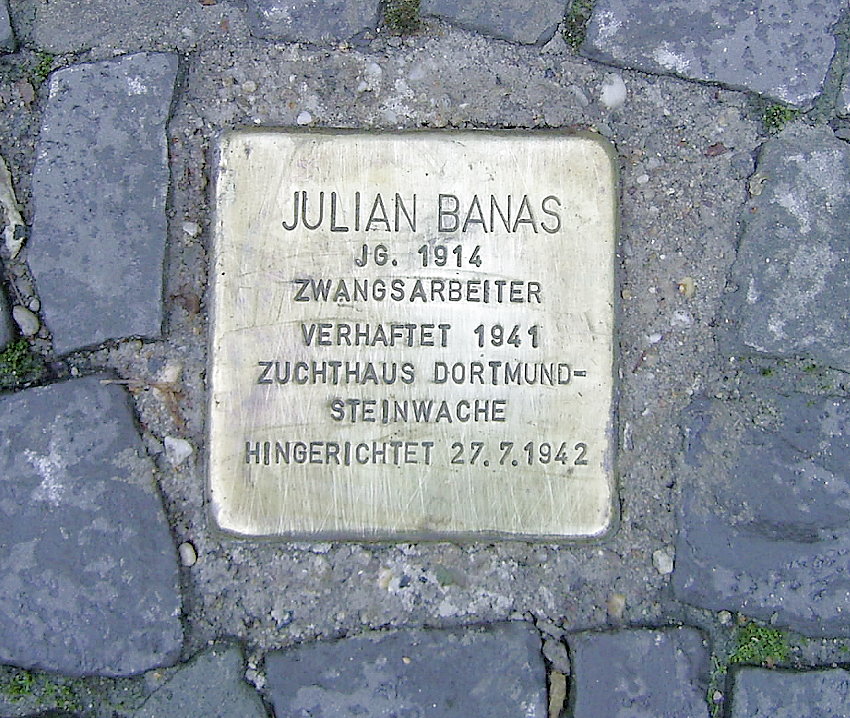 JULIAN BANAS
JG. 1914
ZWANGSARBEITER
VERHAFTET 1941
ZUCHTHAUS DORTMUND-
STEINWACHE
HINGERICHTET 27.7.1942